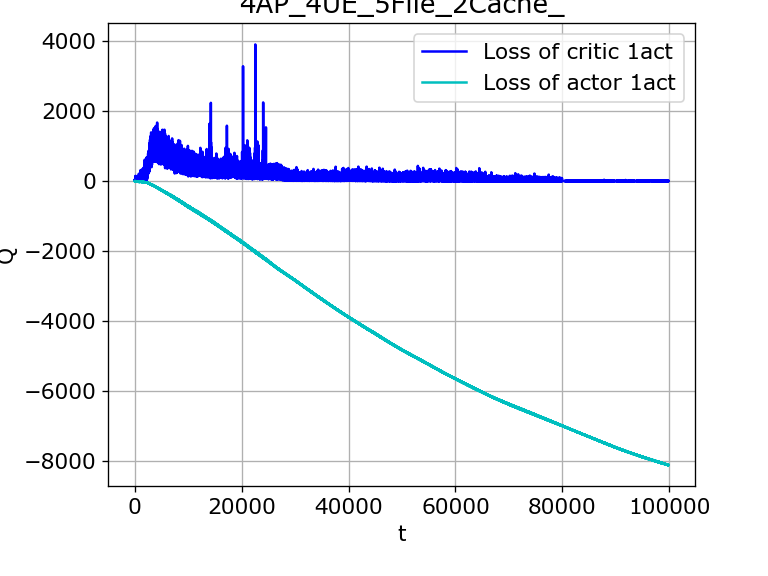 4AP_4UE_5File_2Cache_
Loss of critic 1act
Loss of actor 1act
4000
2000
0
−2000
−4000
−6000
−8000
Q
0 20000 40000 60000 80000 100000
t